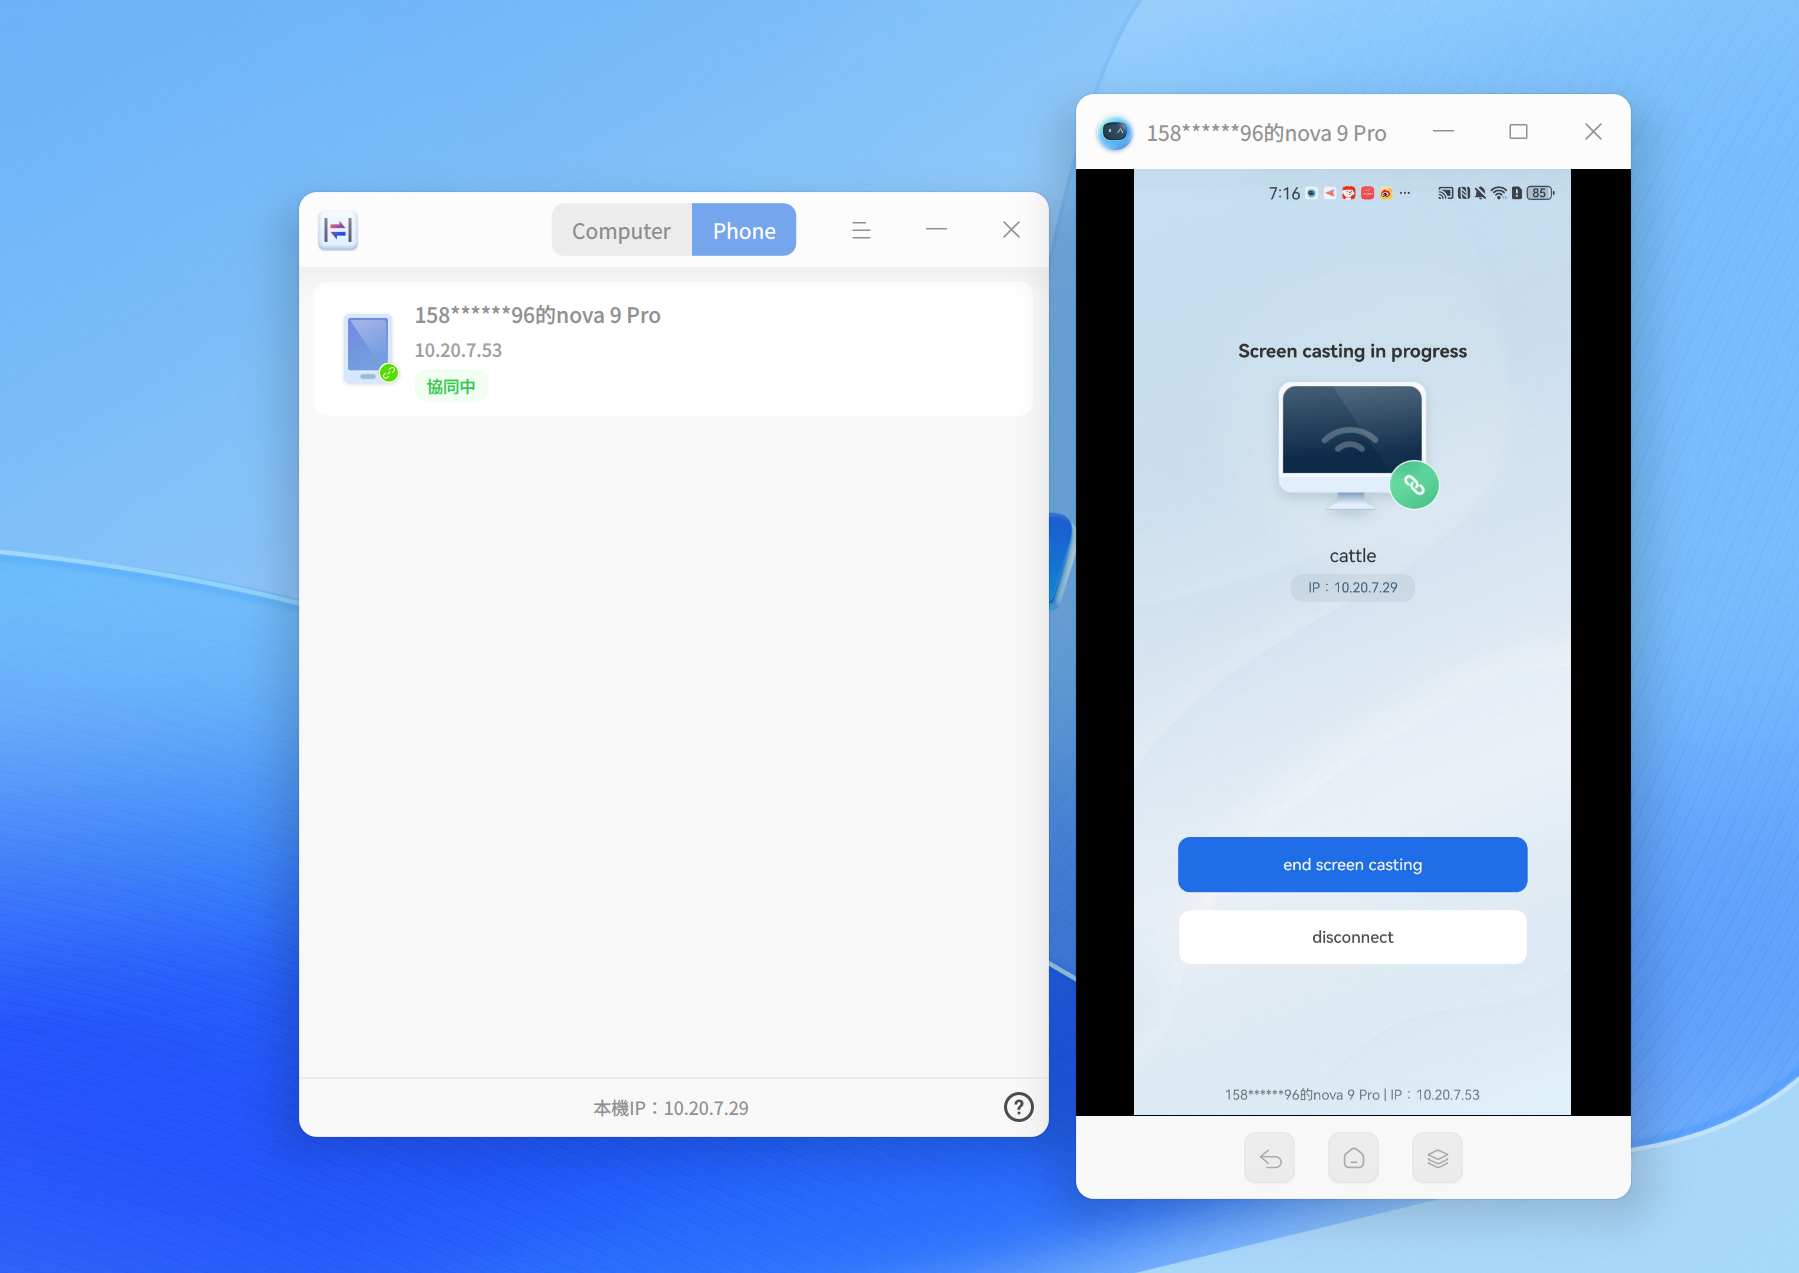 Computer
Phone
158******96的nova 9 Pro
10.20.7.53
協同中
本機IP：10.20.7.29
158******96的nova 9 Pro
7:16
85
Screen casting in progress
cattle
IP：10.20.7.29
end screen casting
disconnect
158******96的nova 9 Pro | IP：10.20.7.53